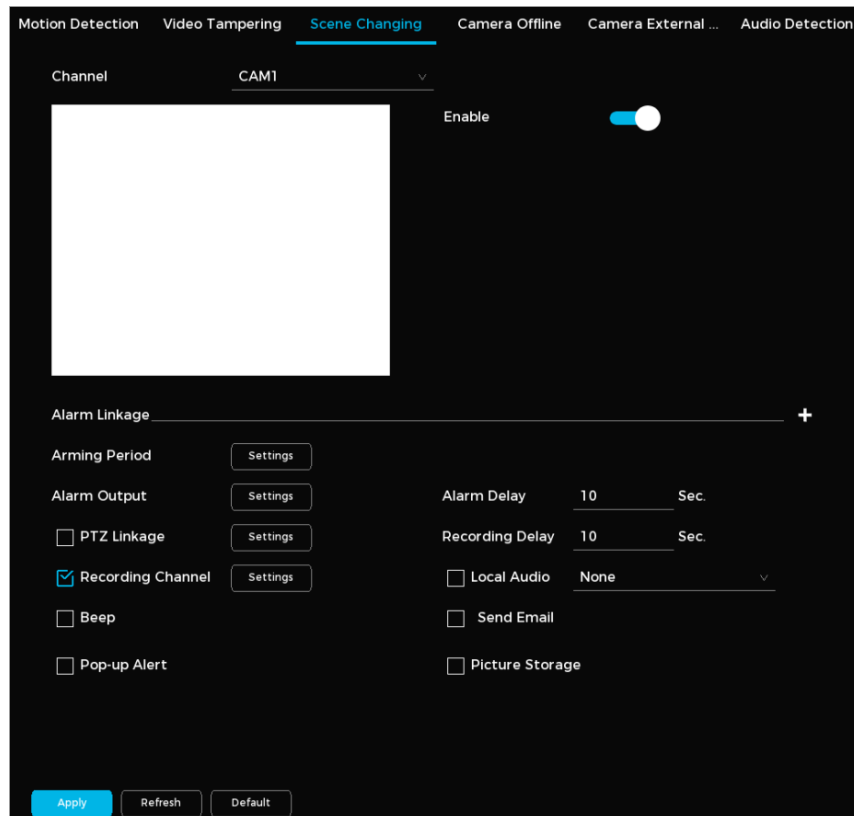 Motion Detection Video Tampering Scene Changing Camera Offline Camera External ... Audio Detection
Channel CAM1
Enable
Alarm Linkage
Arming Period Settings
Alarm Output Settings Alarm Delay 10 Sec.
PTZ Linkage Settings Recording Delay 10 Sec.
Recording Channel Settings Local Audio None
Beep Send Email
Pop-up Alert Picture Storage
Apply Refresh Default